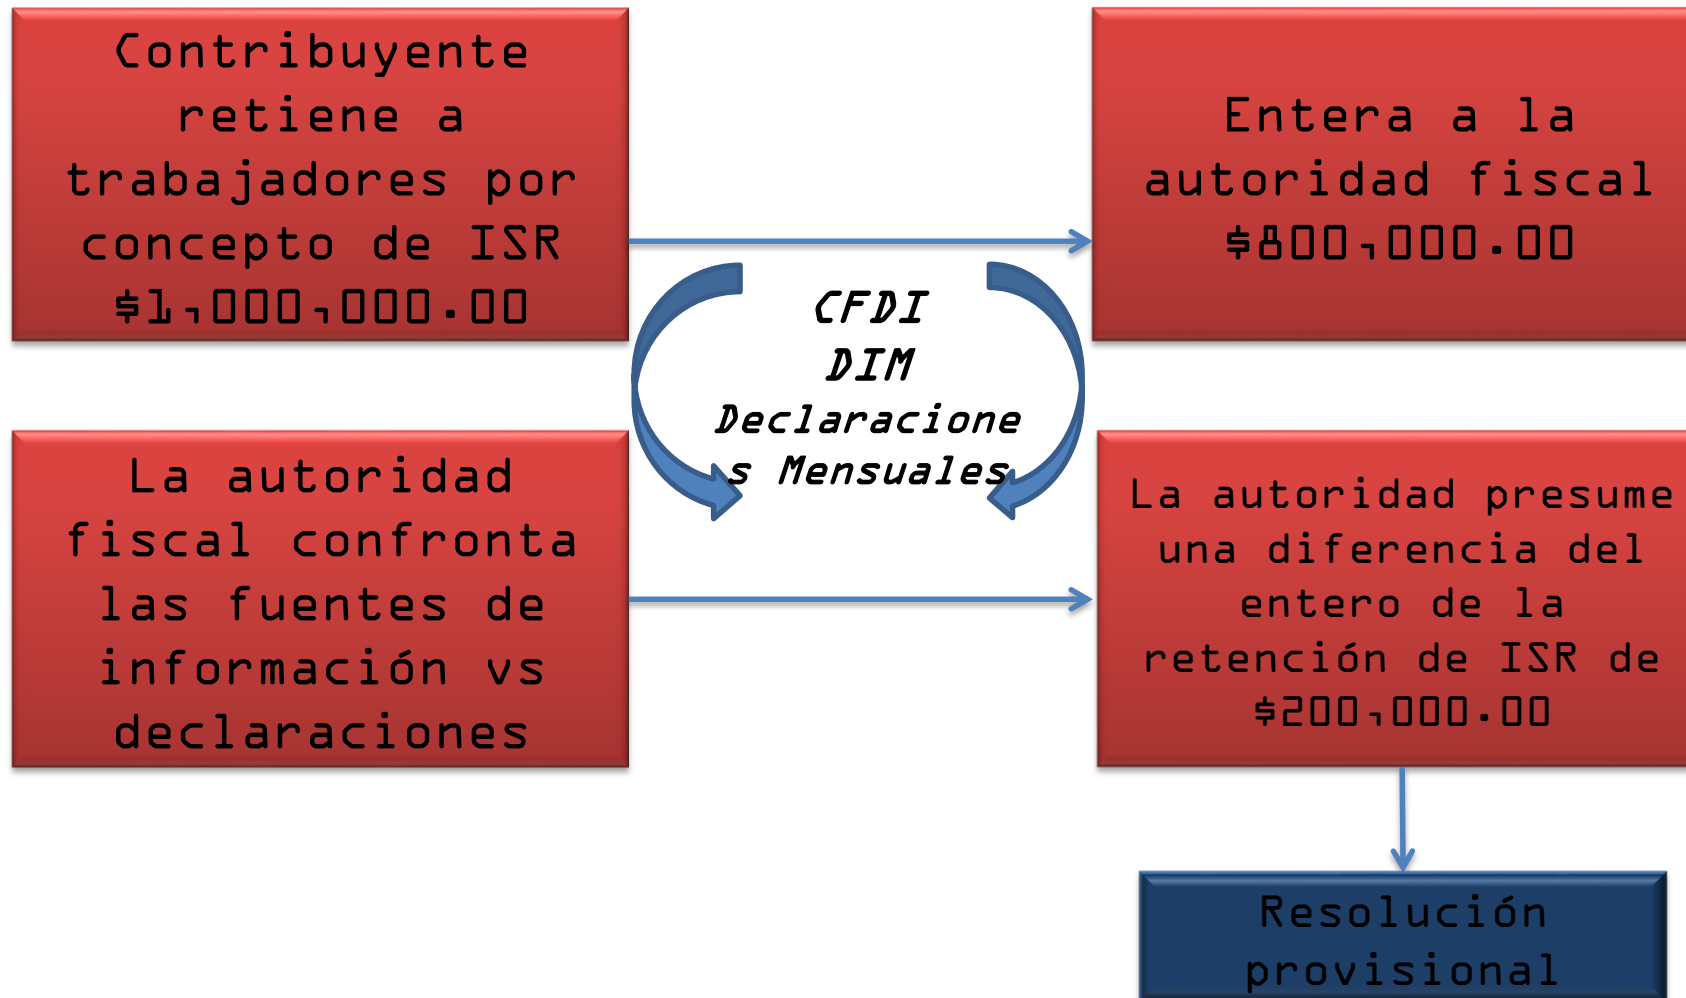 Contribuyente
retiene a
trabajadores por
concepto de ISR
$1,000,000.00
Entera a la
autoridad fiscal
$800,000.00
CFDI
DIM
Declaracione
s Mensuales
La autoridad
fiscal confronta
las fuentes de
información vs
declaraciones
La autoridad presume
una diferencia del
entero de la
retención de ISR de
$200,000.00
Resolución
provisional